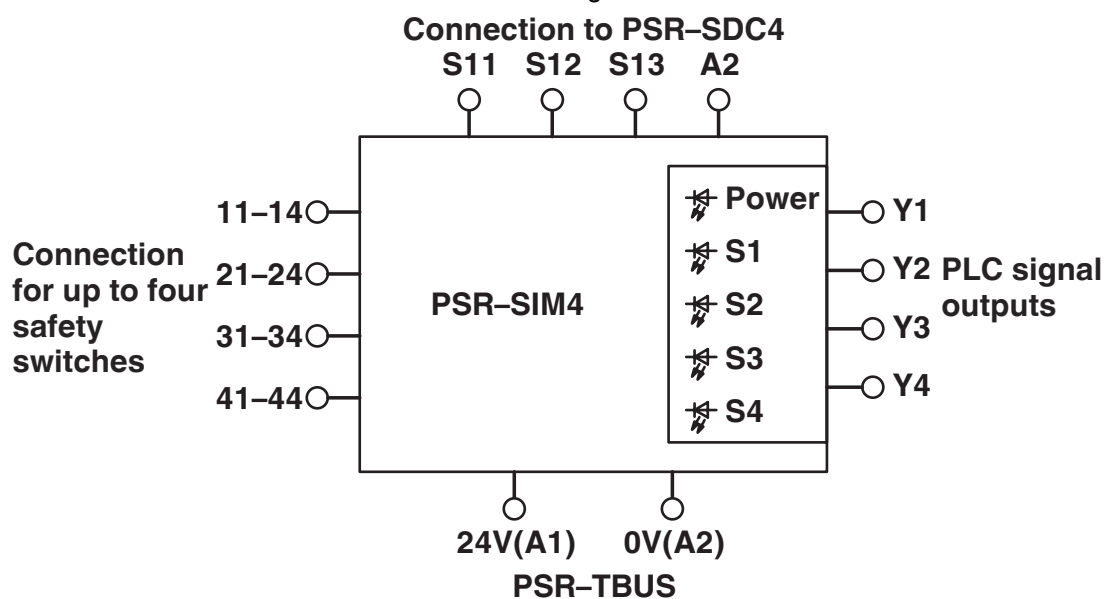 Connection to PSR–SDC4
S11 S12 S13 A2
11–14
21–24
31–34
41–44
Connection
for up to four
safety
switches
PSR–SIM4
Power
S1
S2
S3
S4
Y1
Y2
Y3
Y4
PLC signal
outputs
24V(A1) 0V(A2)
PSR–TBUS